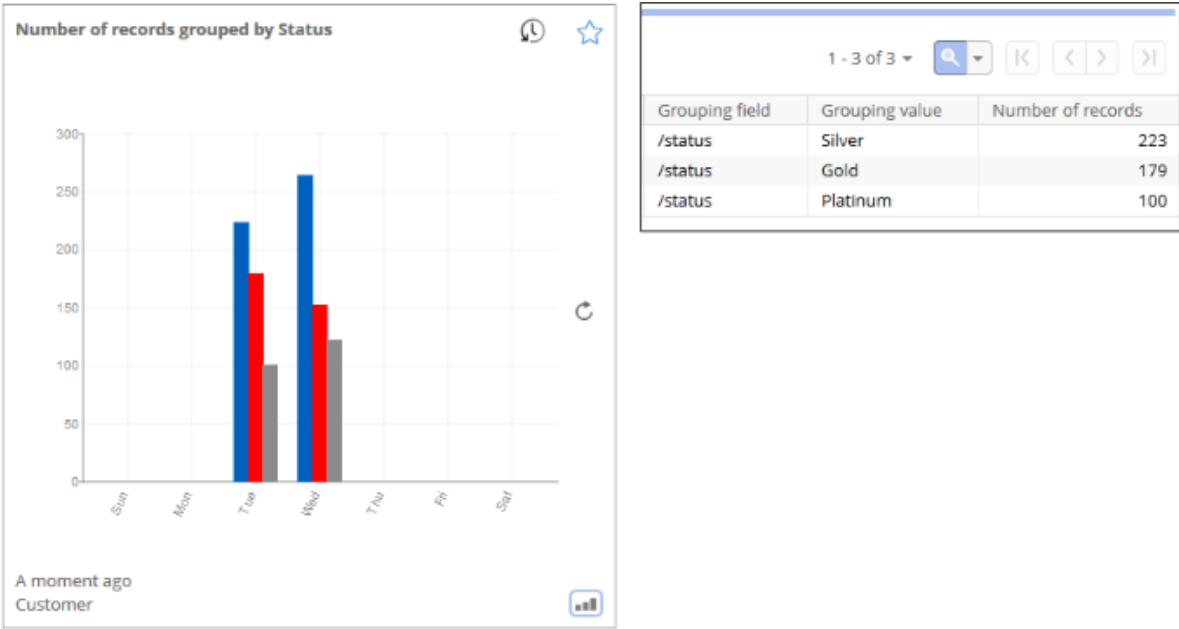 Number of records grouped by Status
300
250
200
150
100
50
0
Sun Mon Tue Wed Thu Fri Sat
A moment ago
Customer
1 - 3 of 3
Grouping field Grouping value Number of records
/status Silver 223
/status Gold 179
/status Platinum 100